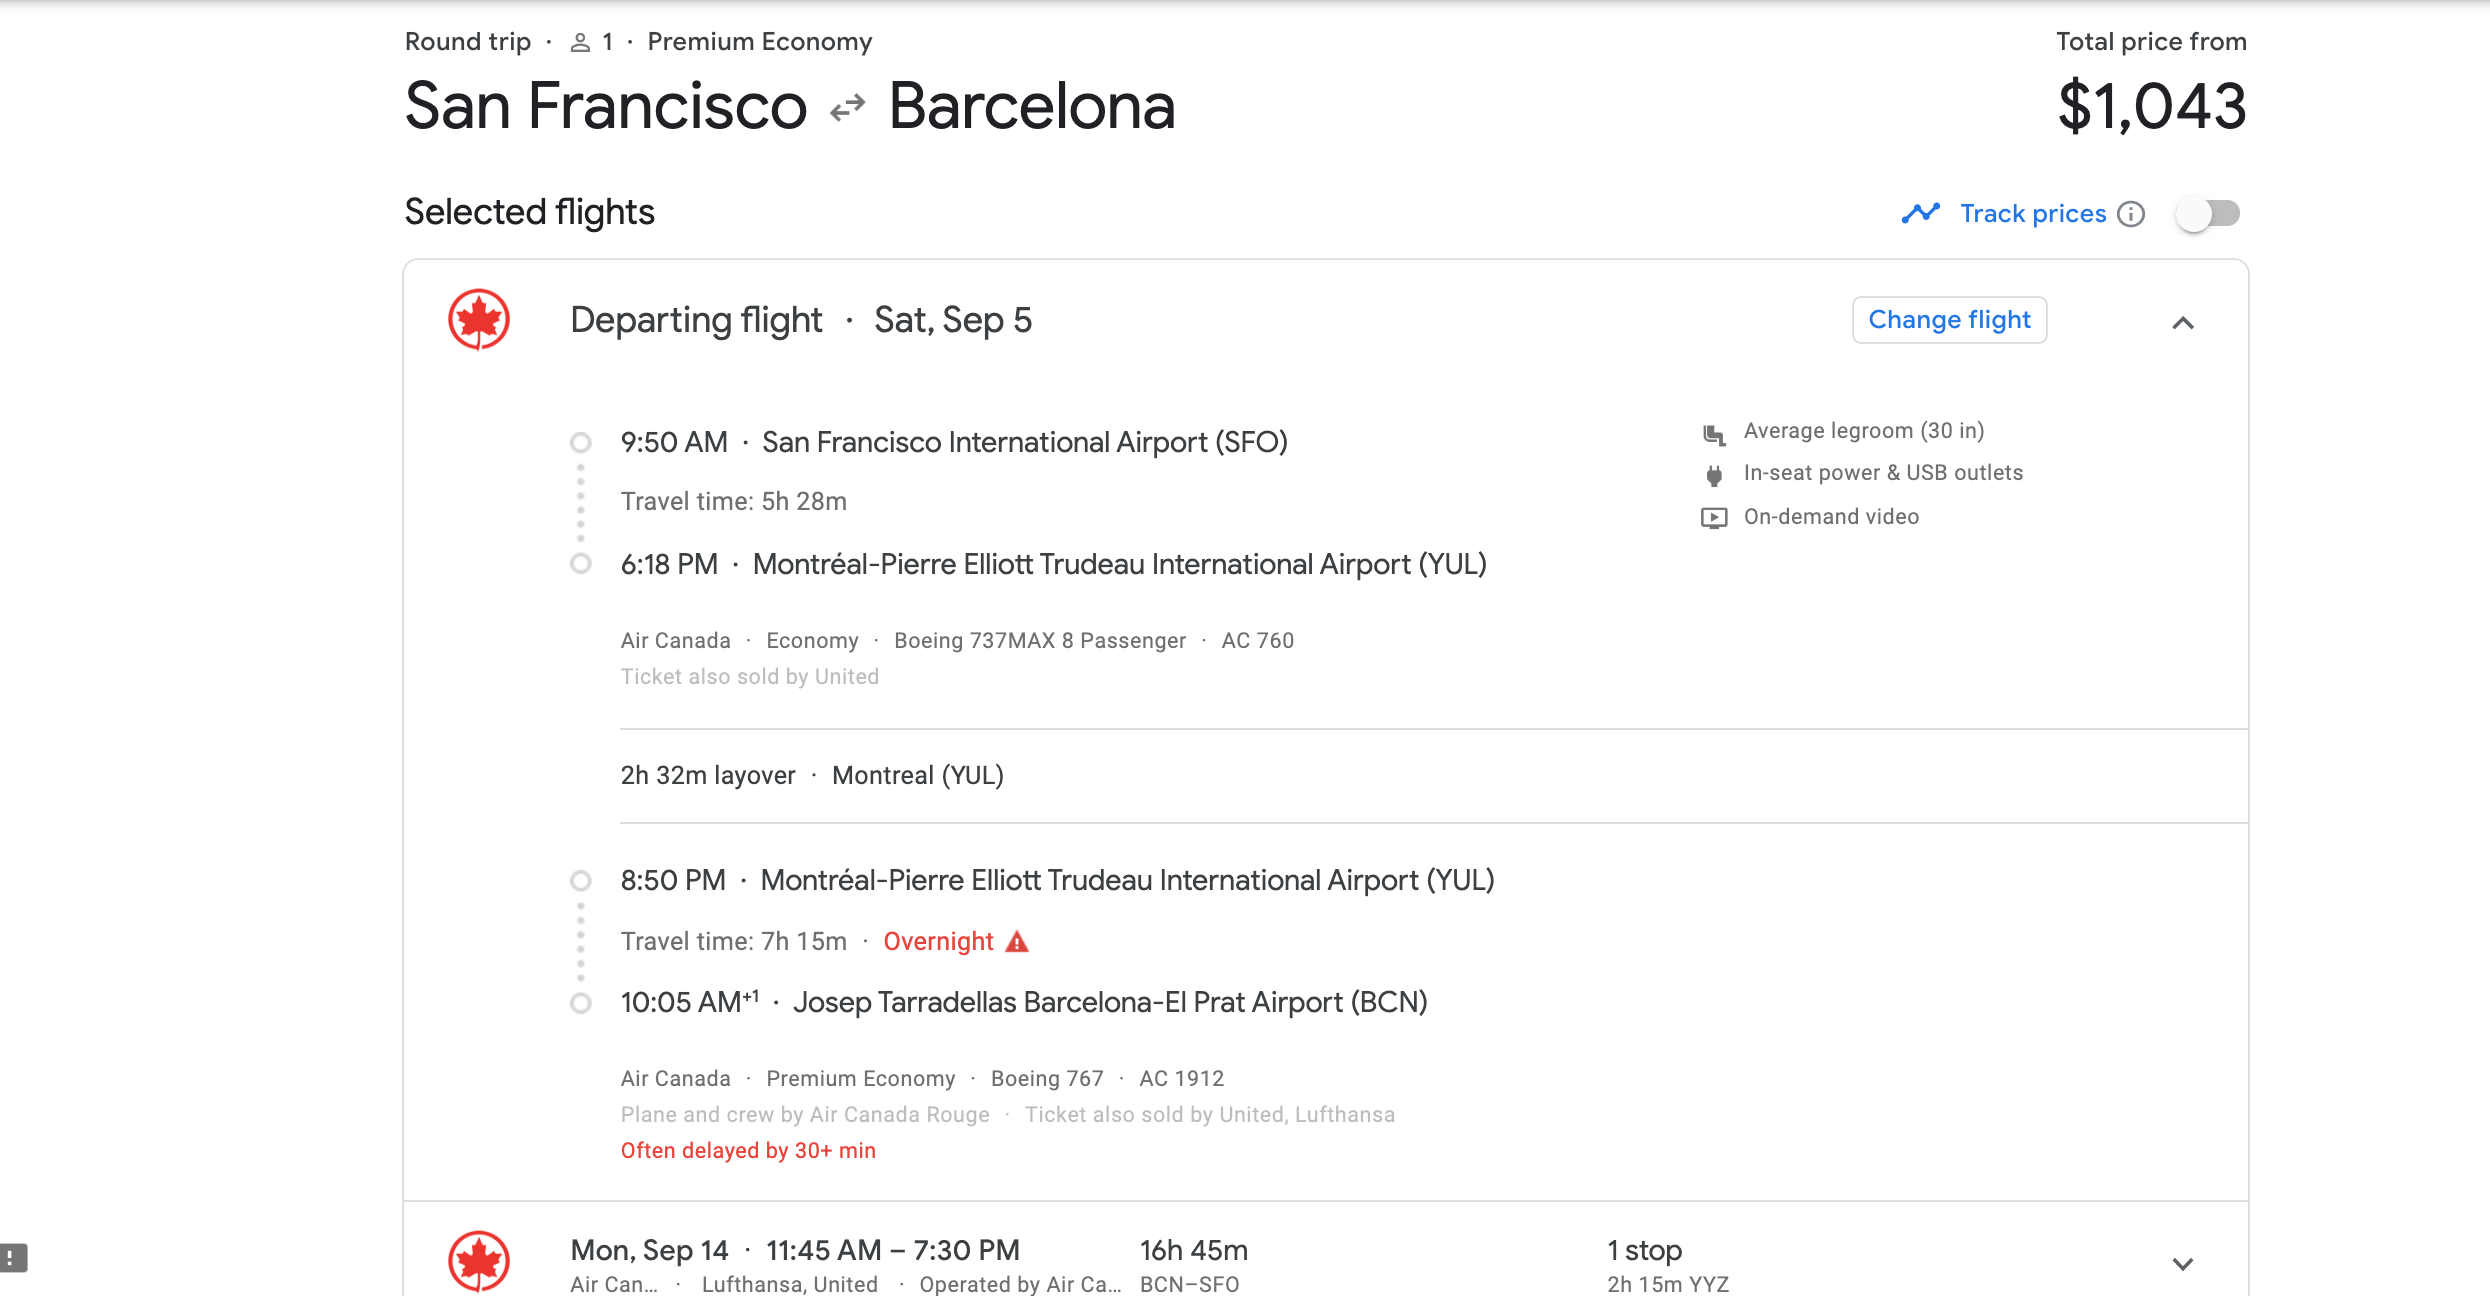 Round trip · 1 · Premium Economy
Total price from
San Francisco Barcelona
$1,043
Selected flights
Track prices
Departing flight · Sat, Sep 5
Change flight
9:50 AM · San Francisco International Airport (SFO)
Travel time: 5h 28m
6:18 PM · Montréal-Pierre Elliott Trudeau International Airport (YUL)
Average legroom (30 in)
In-seat power & USB outlets
On-demand video
Air Canada · Economy · Boeing 737MAX 8 Passenger · AC 760
Ticket also sold by United
2h 32m layover · Montreal (YUL)
8:50 PM · Montréal-Pierre Elliott Trudeau International Airport (YUL)
Travel time: 7h 15m · Overnight
10:05 AM+1 · Josep Tarradellas Barcelona-El Prat Airport (BCN)
Air Canada · Premium Economy · Boeing 767 · AC 1912
Plane and crew by Air Canada Rouge · Ticket also sold by United, Lufthansa
Often delayed by 30+ min
Mon, Sep 14 · 11:45 AM – 7:30 PM
16h 45m
1 stop
Air Can... · Lufthansa, United · Operated by Air Ca...
BCN–SFO
2h 15m YYZ